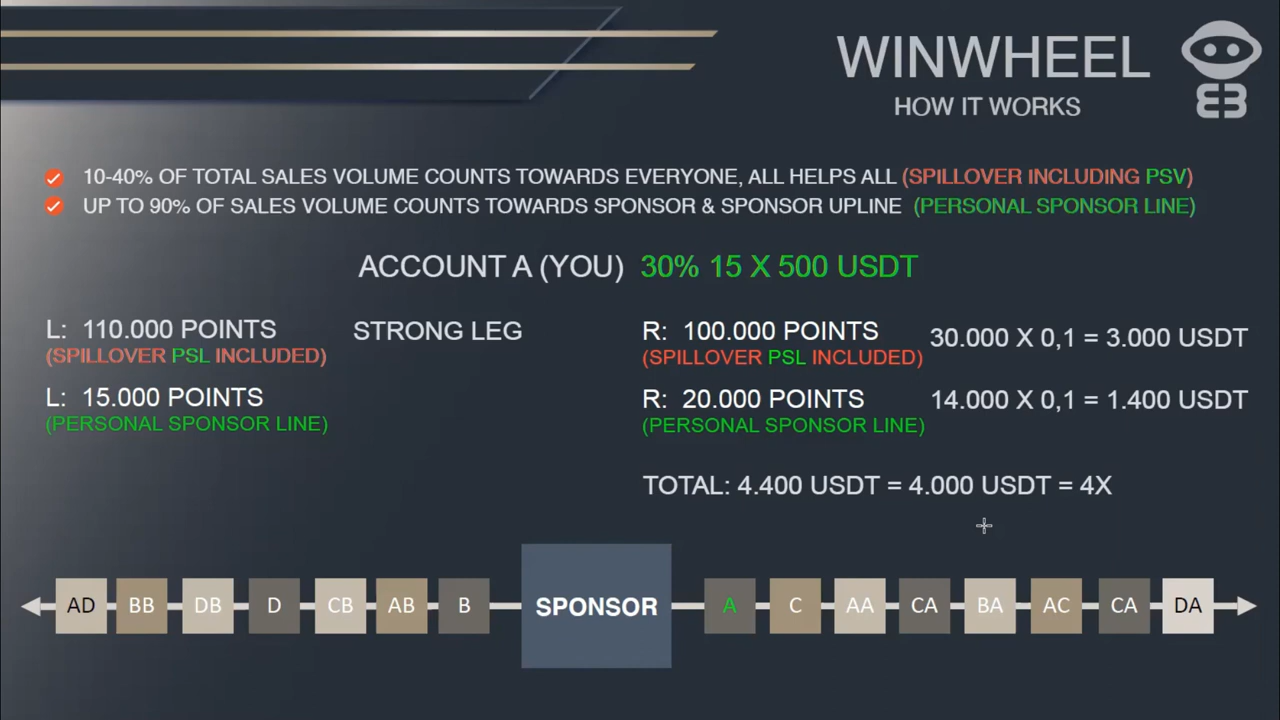 WINWHEEL
HOW IT WORKS
10-40% OF TOTAL SALES VOLUME COUNTS TOWARDS EVERYONE, ALL HELPS ALL (SPILLOVER INCLUDING PSV)
UP TO 90% OF SALES VOLUME COUNTS TOWARDS SPONSOR & SPONSOR UPLINE (PERSONAL SPONSOR LINE)
ACCOUNT A (YOU) 30% 15 X 500 USDT
L: 110.000 POINTS
(SPILLOVER PSL INCLUDED)
STRONG LEG
L: 15.000 POINTS
(PERSONAL SPONSOR LINE)
R: 100.000 POINTS
(SPILLOVER PSL INCLUDED)
30.000 X 0,1 = 3.000 USDT
R: 20.000 POINTS
(PERSONAL SPONSOR LINE)
14.000 X 0,1 = 1.400 USDT
TOTAL: 4.400 USDT = 4.000 USDT = 4X
AD BB DB D CB AB B SPONSOR A C AA CA BA AC CA DA